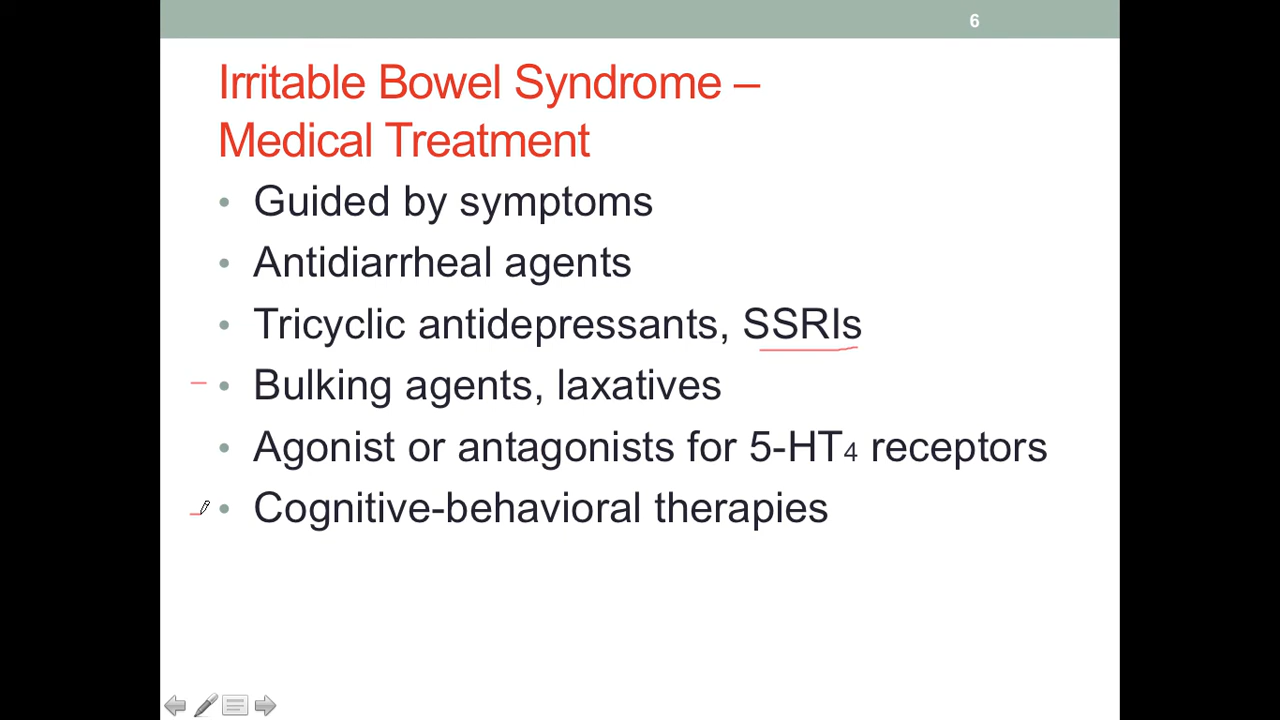 6
Irritable Bowel Syndrome –
Medical Treatment
• Guided by symptoms
• Antidiarrheal agents
• Tricyclic antidepressants, SSRIs
• Bulking agents, laxatives
• Agonist or antagonists for 5-HT₄ receptors
• Cognitive-behavioral therapies